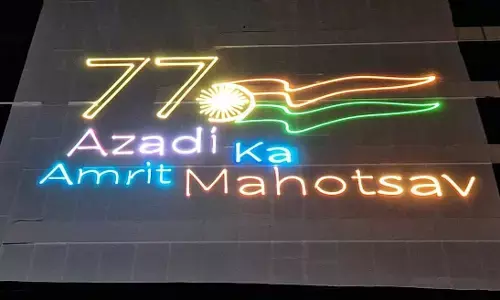 77
Azadi Ka
Amrit Mahotsav